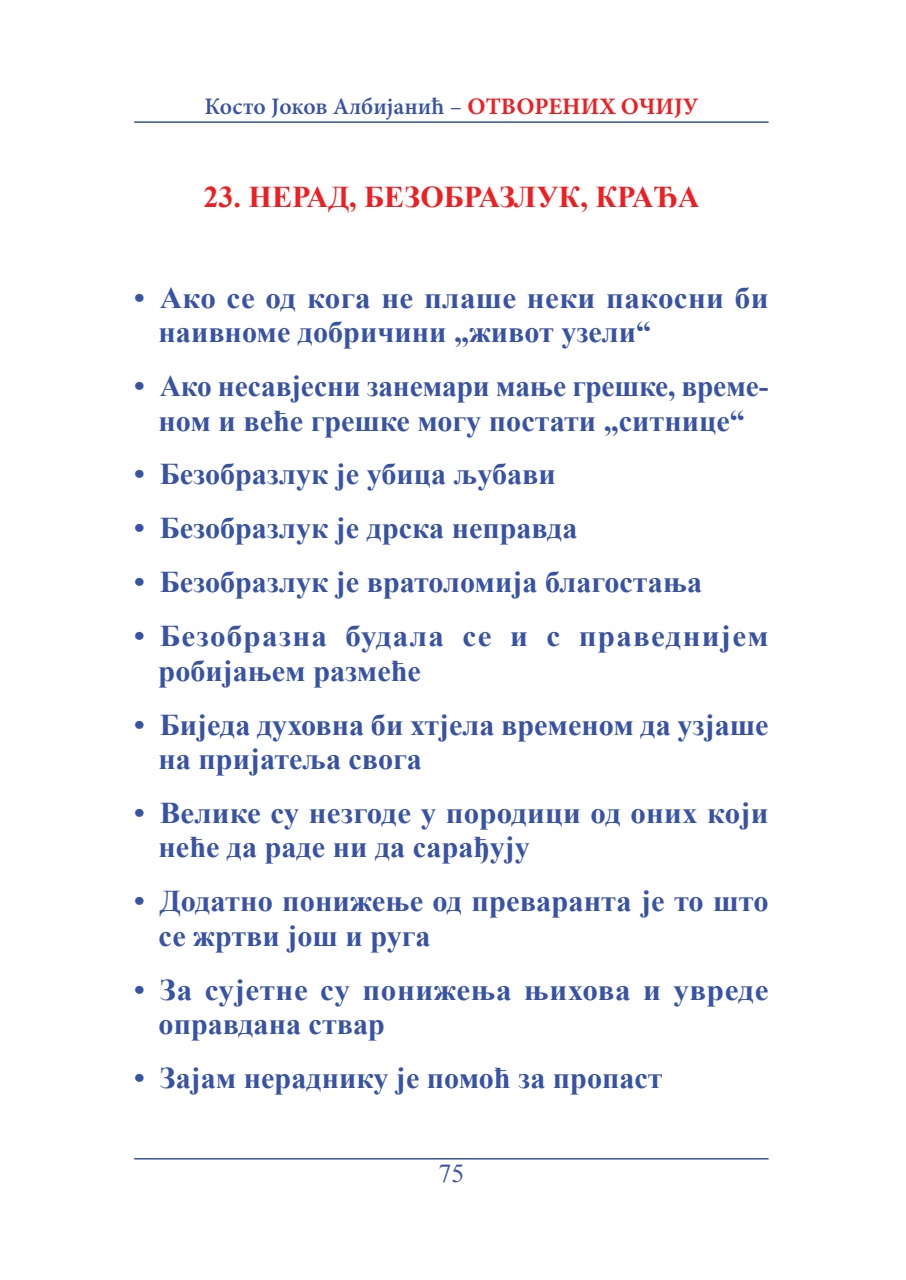 Косто Јоков Албијанић – ОТВОРЕНИХ ОЧИЈУ
23. НЕРАД, БЕЗОБРАЗЛУК, КРАЂА
• Ако се од кога не плаше неки пакосни би
наивноме добричини „живот узели“
• Ако несавјесни занемари мање грешке, време-
ном и веће грешке могу постати „ситнице“
• Безобразлук је убица љубави
• Безобразлук је дрска неправда
• Безобразлук је вратоломија благостања
• Безобразна будала се и с праведнијем
робијањем размеће
• Биједа духовна би хтјела временом да узјаше
на пријатеља свога
• Велике су незгоде у породици од оних који
неће да раде ни да сарађују
• Додатно понижење од преваранта је то што
се жртви још и руга
• За сујетне су понижења њихова и увреде
оправдана ствар
• Зајам нераднику је помоћ за пропаст
75